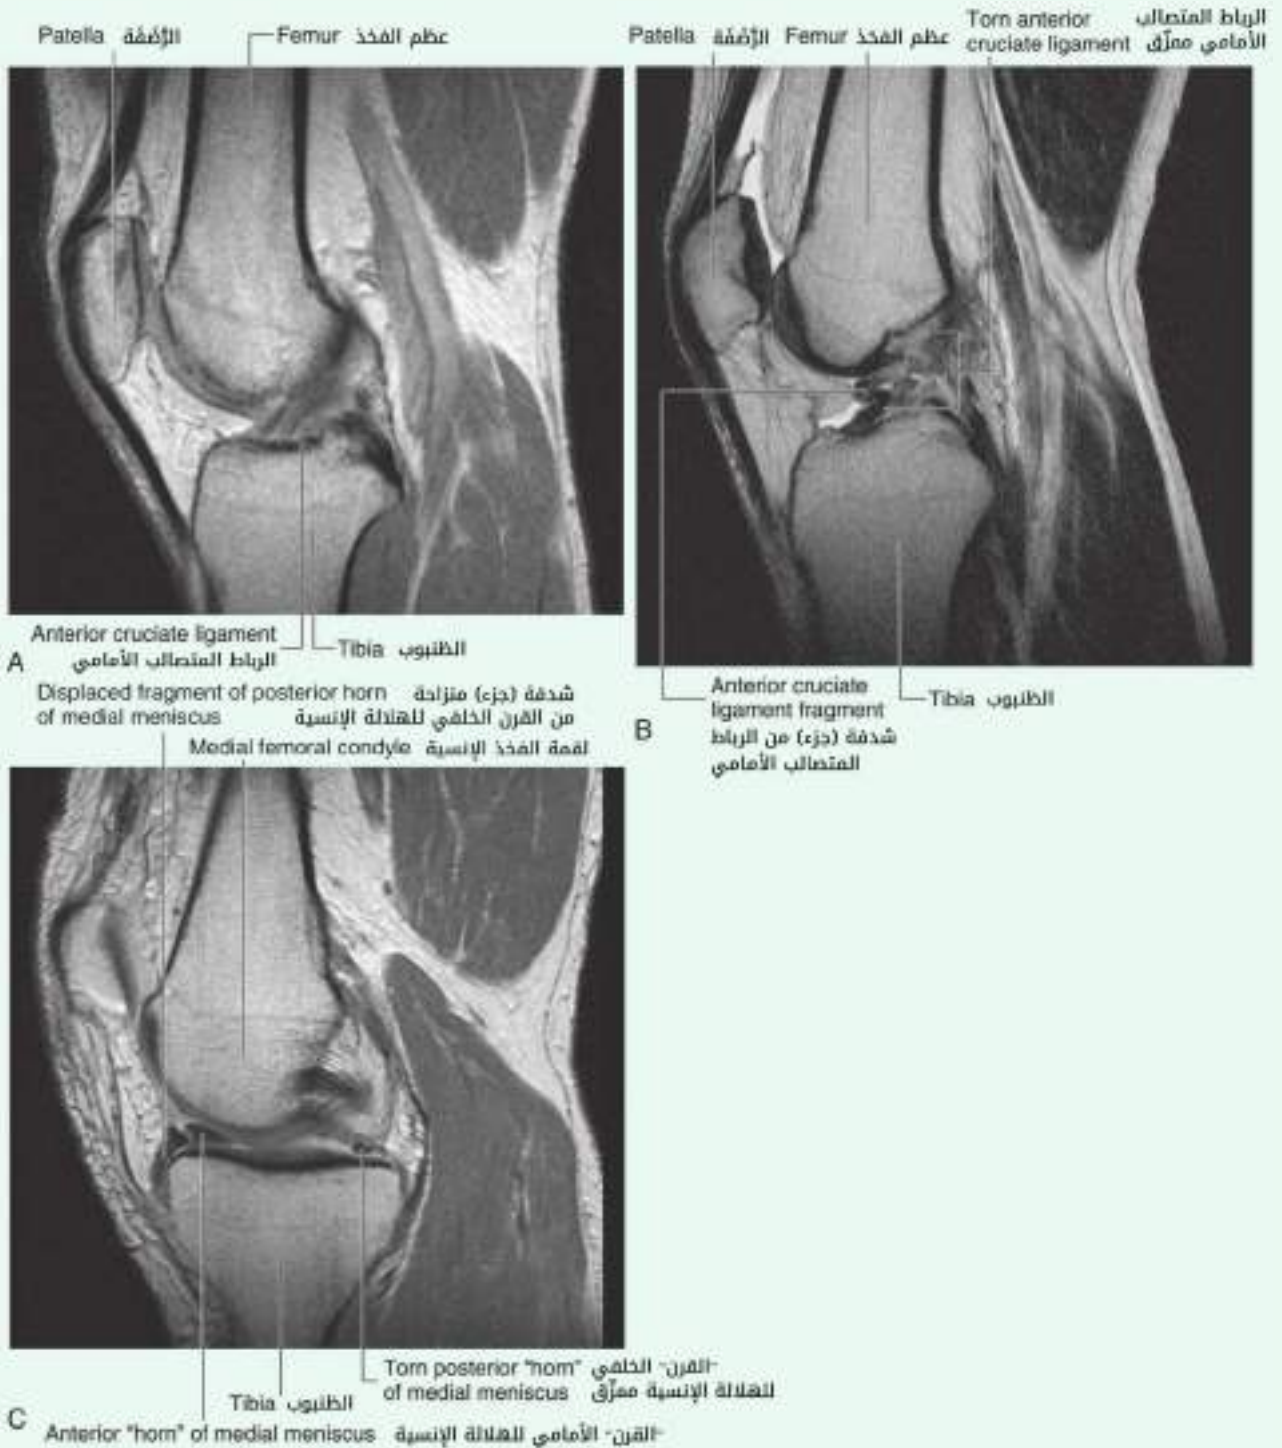 Patella الرَّضَفَة
Femur عظم الفخذ
Patella الرَّضَفَة
Femur عظم الفخذ
Torn anterior الرباط المتصالب
cruciate ligament الأمامي ممزّق
Anterior cruciate ligament
الرباط المتصالب الأمامي
Tibia الظنبوب
A
Anterior cruciate
ligament fragment
شدفة (جزء) من الرباط
المتصالب الأمامي
Tibia الظنبوب
B
Displaced fragment of posterior horn شدفة (جزء) منزاحة
of medial meniscus من القرن الخلفي للهلالة الإنسية
Medial femoral condyle لقمة الفخذ الإنسية
Torn posterior "horn" "القرن" الخلفي
of medial meniscus للهلالة الإنسية ممزّق
Tibia الظنبوب
C
Anterior "horn" of medial meniscus "القرن" الأمامي للهلالة الإنسية